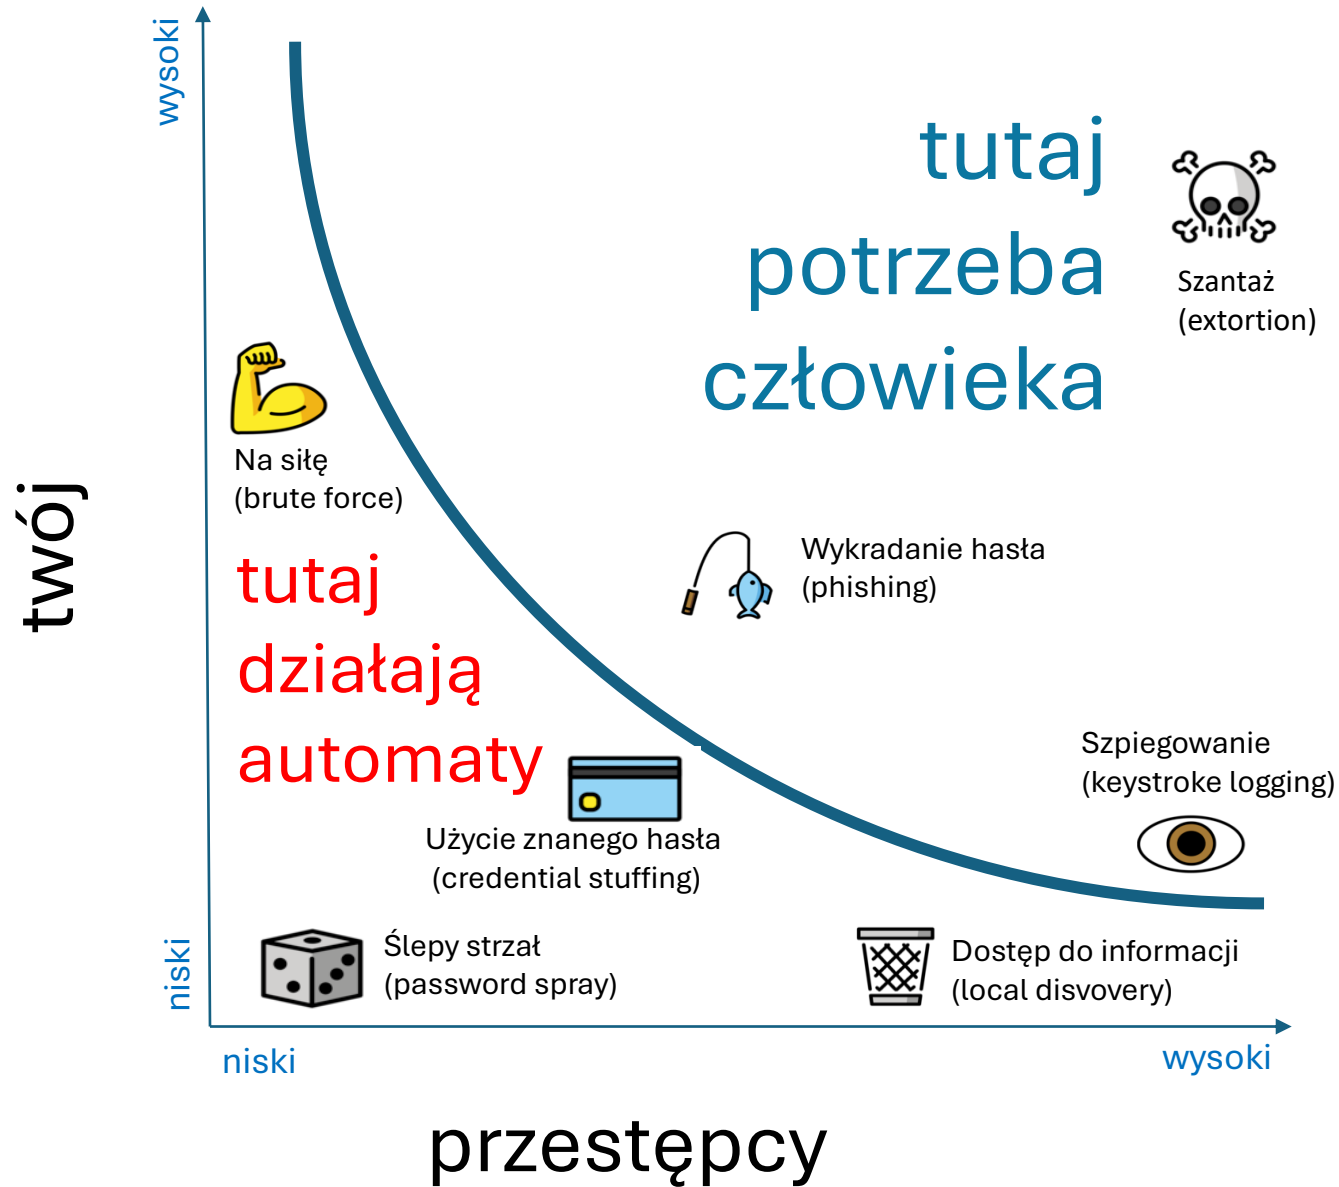 wysoki
tutaj
potrzeba
człowieka
Szantaż
(extortion)
Na siłę
(brute force)
twój
tutaj
działają
automaty
Wykradanie hasła
(phishing)
Szpiegowanie
(keystroke logging)
Użycie znanego hasła
(credential stuffing)
niski
Ślepy strzał
(password spray)
Dostęp do informacji
(local disvovery)
niski
wysoki
przestępcy